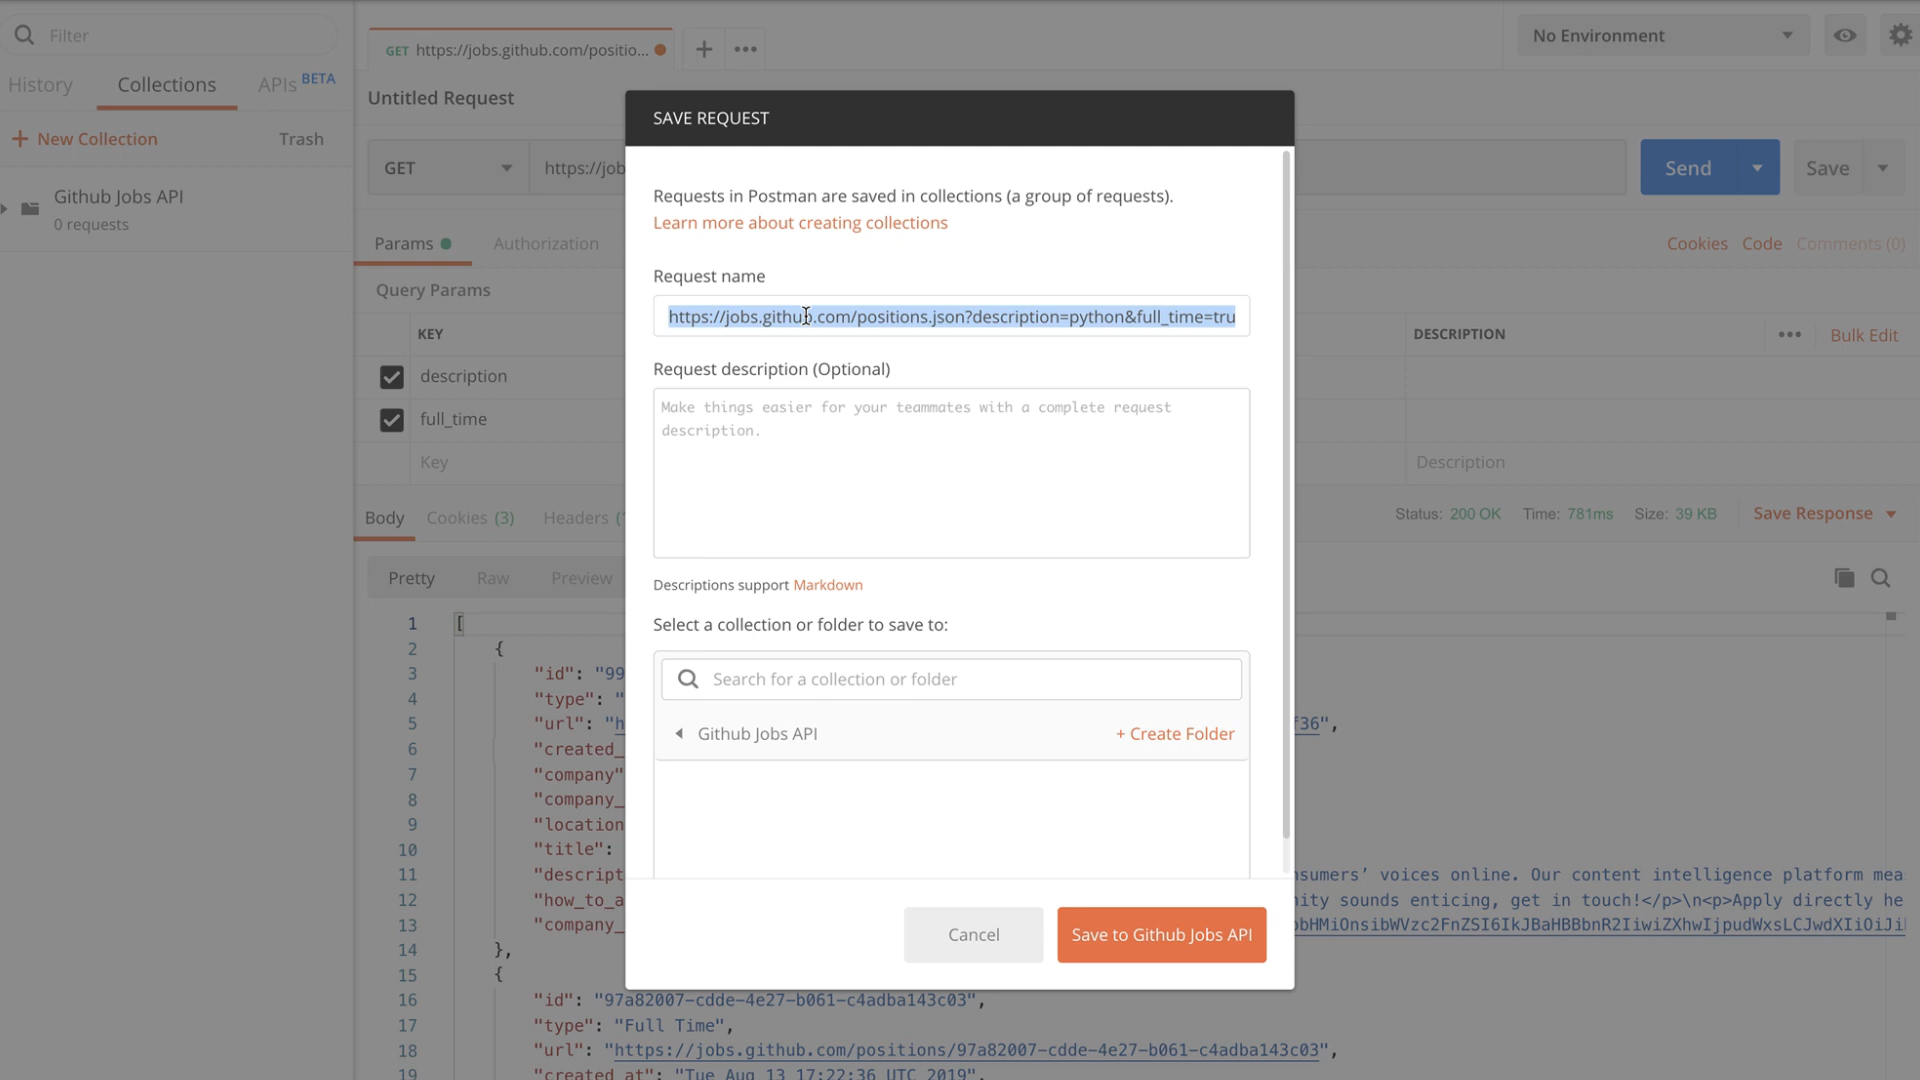 Filter
GET https://jobs.github.com/positio...
No Environment
History Collections APIs BETA
Untitled Request
+ New Collection Trash
SAVE REQUEST
GET https://job
Send
Save
Github Jobs API
0 requests
Requests in Postman are saved in collections (a group of requests).
Learn more about creating collections
Params Authorization
Cookies Code Comments (0)
Query Params
Request name
https://jobs.github.com/positions.json?description=python&full_time=tru
KEY
DESCRIPTION
Bulk Edit
description
full_time
Key
Description
Request description (Optional)
Make things easier for your teammates with a complete request
description.
Body Cookies (3) Headers (
Status: 200 OK Time: 781ms Size: 39 KB Save Response
Descriptions support Markdown
Pretty Raw Preview
Select a collection or folder to save to:
Search for a collection or folder
Github Jobs API + Create Folder
Cancel
Save to Github Jobs API
1 [
2 {
3 "id": "99
4 "type": "
5 "url": "h f36",
6 "created_
7 "company"
8 "company_
9 "location
10 "title":
11 "descript nsumers’ voices online. Our content intelligence platform mea
12 "how_to_a nity sounds enticing, get in touch!</p>\n<p>Apply directly he
13 "company_
14 },
15 {
16 "id": "97a82007-cdde-4e27-b061-c4adba143c03",
17 "type": "Full Time",
18 "url": "https://jobs.github.com/positions/97a82007-cdde-4e27-b061-c4adba143c03",
19 "created_at": "Tue Aug 13 17:22:36 UTC 2019",